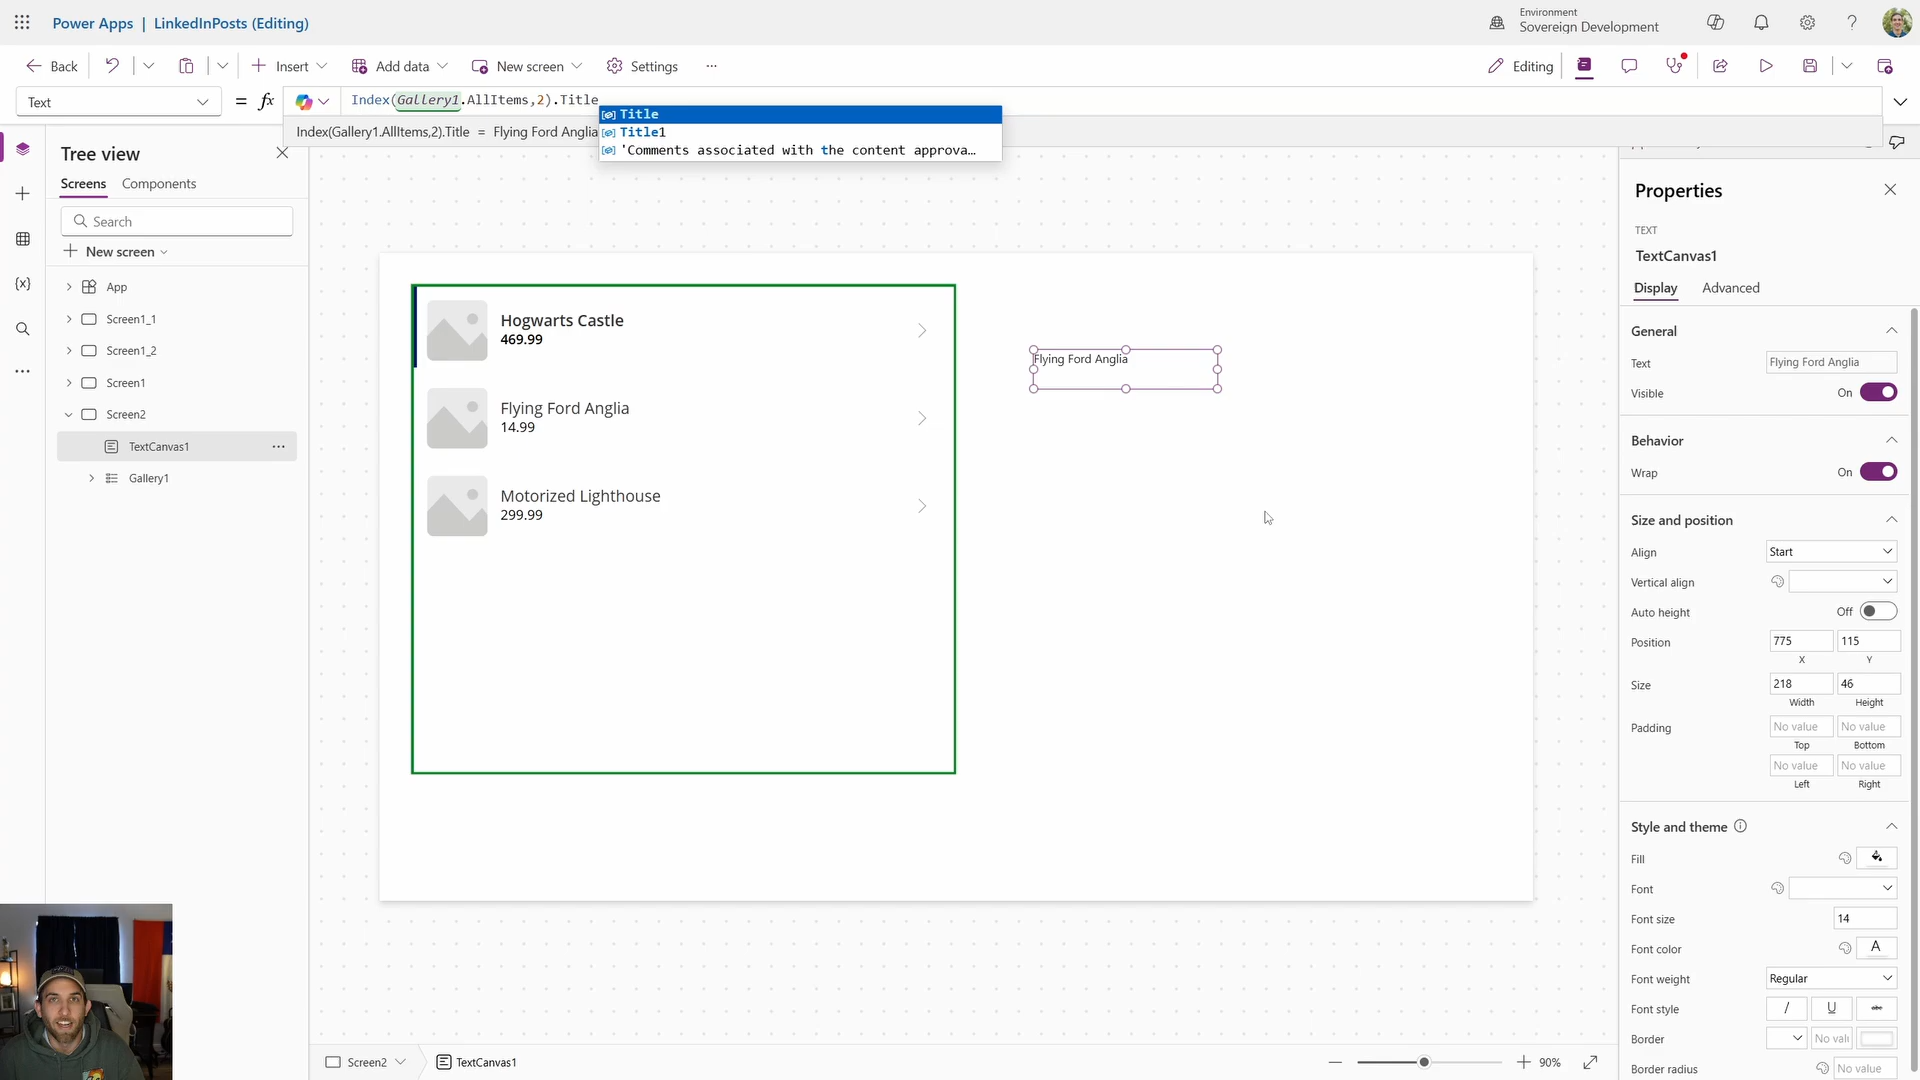 Power Apps | LinkedInPosts (Editing)
Environment
Sovereign Development
Back
Insert
Add data
New screen
Settings
Editing
Text
= fx
Index(Gallery1.AllItems,2).Title
Index(Gallery1.AllItems,2).Title = Flying Ford Anglia
Title
Title1
'Comments associated with the content approva…
Tree view
Screens
Components
Search
New screen
App
Screen1_1
Screen1_2
Screen1
Screen2
TextCanvas1
Gallery1
Hogwarts Castle
469.99
Flying Ford Anglia
14.99
Motorized Lighthouse
299.99
Flying Ford Anglia
Properties
TEXT
TextCanvas1
Display
Advanced
General
Text
Flying Ford Anglia
Visible
On
Behavior
Wrap
On
Size and position
Align
Start
Vertical align
Auto height
Off
Position
775
115
X
Y
Size
218
46
Width
Height
Padding
No value
No value
Top
Bottom
No value
No value
Left
Right
Style and theme
Fill
Font
Font size
14
Font color
A
Font weight
Regular
Font style
/
U
abc
Border
No valu
Border radius
No value
Screen2
TextCanvas1
90%